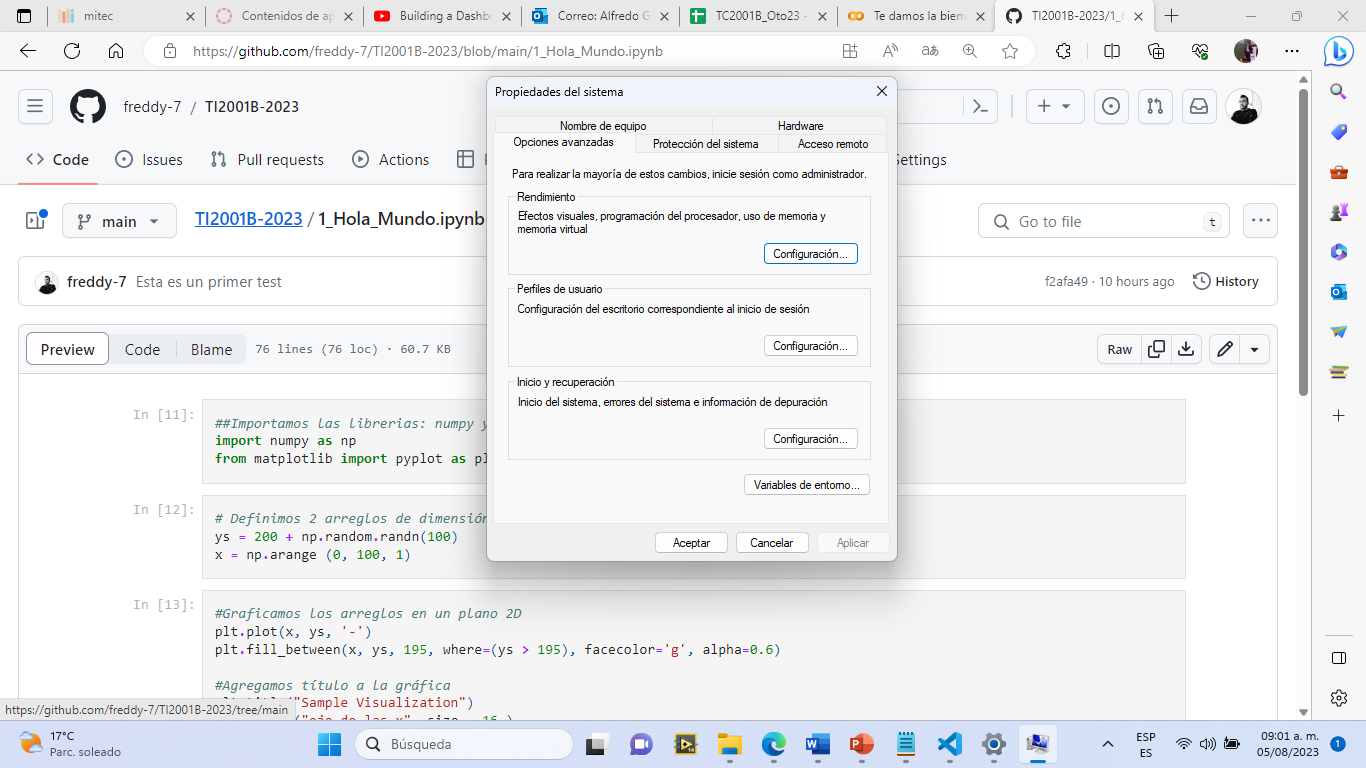 mitec
Contenidos de ap
Building a Dashbo
Correo: Alfredo G
TC2001B_Oto23 -
Te damos la bien
TI2001B-2023/1_H
https://github.com/freddy-7/TI2001B-2023/blob/main/1_Hola_Mundo.ipynb
freddy-7 / TI2001B-2023
Code
Issues
Pull requests
Actions
Settings
main
TI2001B-2023 / 1_Hola_Mundo.ipynb
Go to file
t
freddy-7 Esta es un primer test
f2afa49 · 10 hours ago
History
Preview
Code
Blame
76 lines (76 loc) · 60.7 KB
Raw
In [11]:
##Importamos las librerias: numpy y
import numpy as np
from matplotlib import pyplot as pl
In [12]:
# Definimos 2 arreglos de dimensión
ys = 200 + np.random.randn(100)
x = np.arange (0, 100, 1)
In [13]:
#Graficamos los arreglos en un plano 2D
plt.plot(x, ys, '-')
plt.fill_between(x, ys, 195, where=(ys > 195), facecolor='g', alpha=0.6)
#Agregamos título a la gráfica
("Sample Visualization")
Propiedades del sistema
Nombre de equipo
Hardware
Opciones avanzadas
Protección del sistema
Acceso remoto
Para realizar la mayoría de estos cambios, inicie sesión como administrador.
Rendimiento
Efectos visuales, programación del procesador, uso de memoria y
memoria virtual
Configuración...
Perfiles de usuario
Configuración del escritorio correspondiente al inicio de sesión
Configuración...
Inicio y recuperación
Inicio del sistema, errores del sistema e información de depuración
Configuración...
Variables de entorno...
Aceptar
Cancelar
Aplicar
https://github.com/freddy-7/TI2001B-2023/tree/main
17°C
Parc. soleado
Búsqueda
ESP
ES
09:01 a. m.
05/08/2023
1